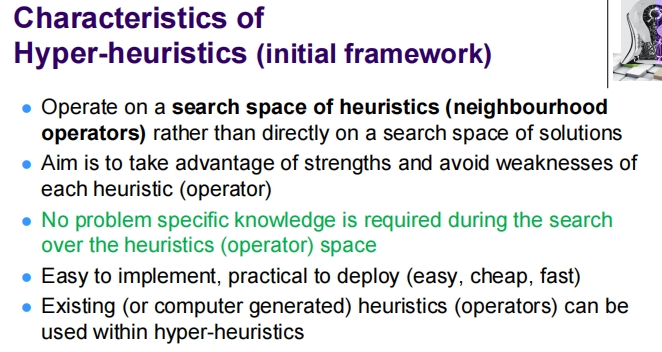 Characteristics of
Hyper-heuristics (initial framework)
• Operate on a search space of heuristics (neighbourhood
operators) rather than directly on a search space of solutions
• Aim is to take advantage of strengths and avoid weaknesses of
each heuristic (operator)
• No problem specific knowledge is required during the search
over the heuristics (operator) space
• Easy to implement, practical to deploy (easy, cheap, fast)
• Existing (or computer generated) heuristics (operators) can be
used within hyper-heuristics